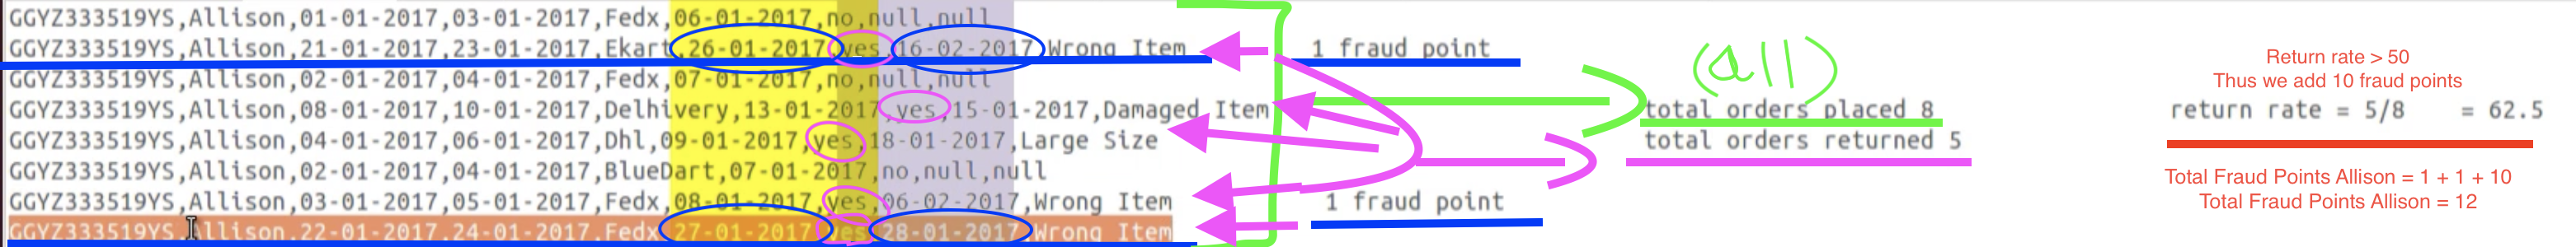 GGYZ333519YS,Allison,01-01-2017,03-01-2017,Fedx,06-01-2017,no,null,null
GGYZ333519YS,Allison,21-01-2017,23-01-2017,Ekart,26-01-2017,yes,16-02-2017,Wrong Item 1 fraud point
GGYZ333519YS,Allison,02-01-2017,04-01-2017,Fedx,07-01-2017,no,null,null
GGYZ333519YS,Allison,08-01-2017,10-01-2017,Delhivery,13-01-2017,yes,15-01-2017,Damaged Item
GGYZ333519YS,Allison,04-01-2017,06-01-2017,Dhl,09-01-2017,yes,18-01-2017,Large Size
GGYZ333519YS,Allison,02-01-2017,04-01-2017,BlueDart,07-01-2017,no,null,null
GGYZ333519YS,Allison,03-01-2017,05-01-2017,Fedx,08-01-2017,yes,06-02-2017,Wrong Item 1 fraud point
GGYZ333519YS,Allison,22-01-2017,24-01-2017,Fedx,27-01-2017,yes,28-01-2017,Wrong Item
(all)
total orders placed 8
total orders returned 5
Return rate > 50
Thus we add 10 fraud points
return rate = 5/8 = 62.5
Total Fraud Points Allison = 1 + 1 + 10
Total Fraud Points Allison = 12